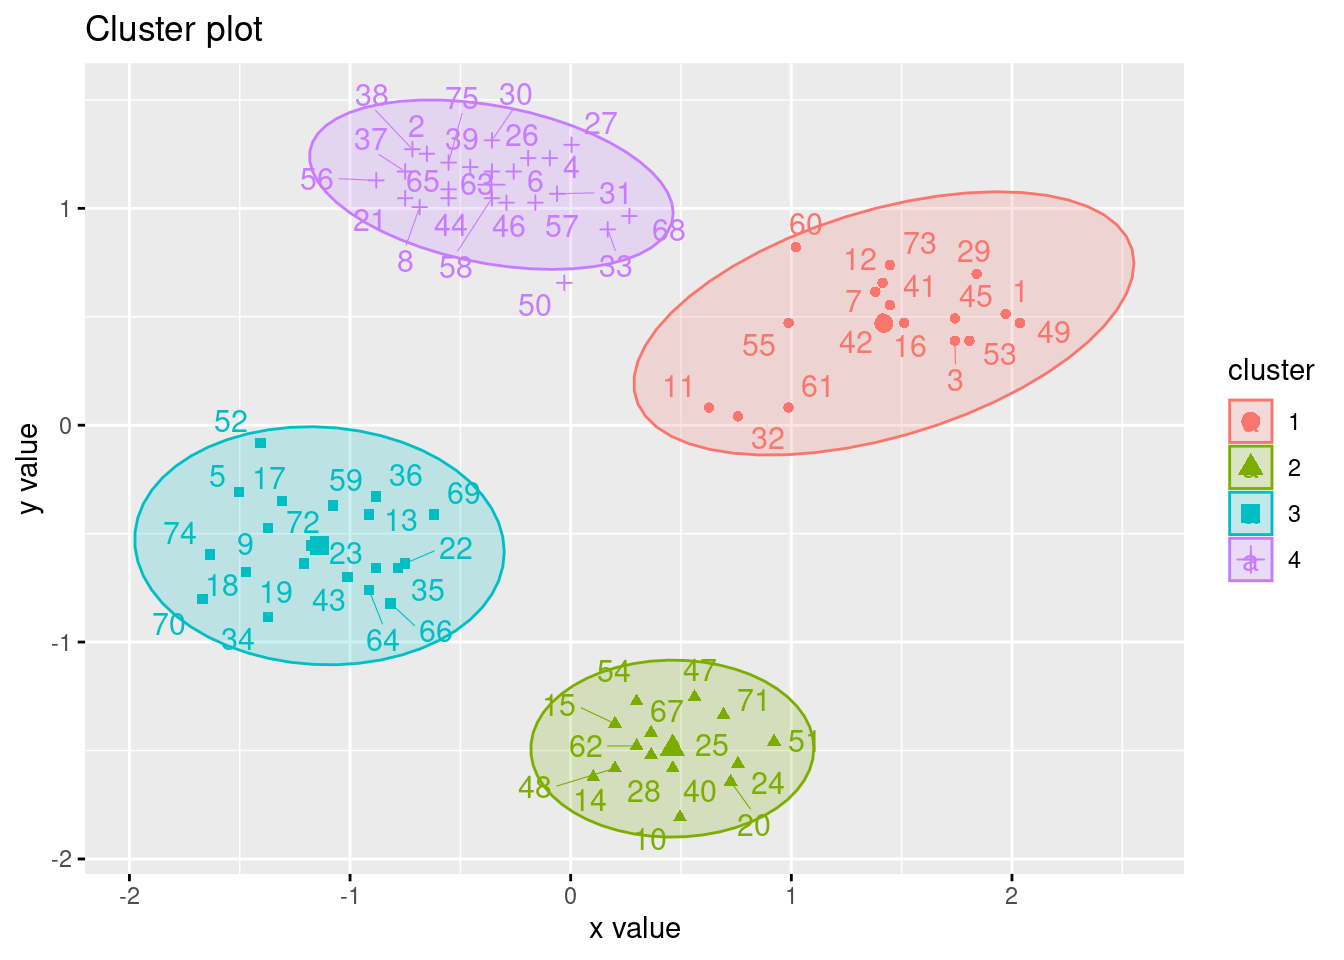 Cluster plot
38 75 30
2 27
37 39 26
4
56 65 63 6 31
21 44 46 57 68
8 58 33
50
60
73
12 29
41 45 1
7
55 42 16 53 49
3
11 61
32
52
5 17 59 36 69
72 13
74 9 23 22
18 19 43 35
70 34 64 66
54 47
15 67 71
62 25 51
48 14 28 40 24
20
10
1
0
-1
-2
-2 -1 0 1 2
x value
y value
cluster
1
2
3
4